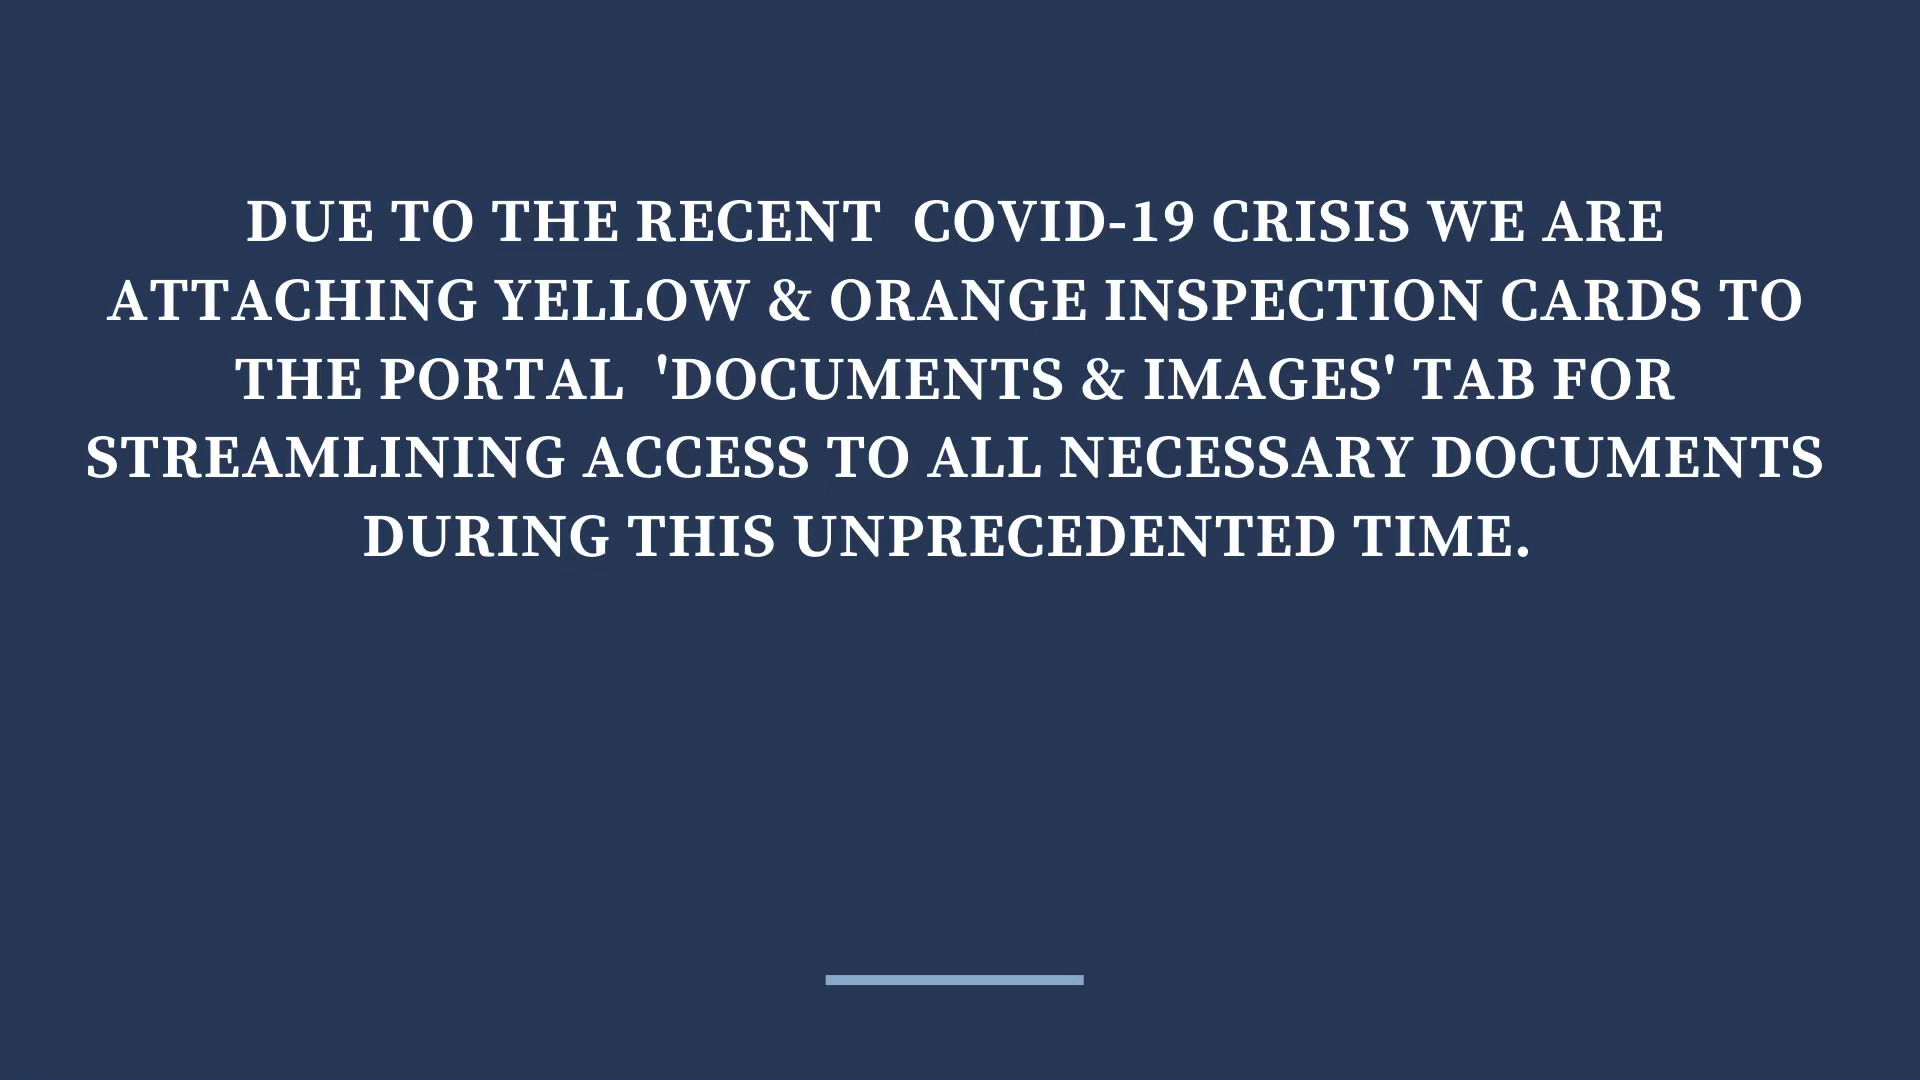 DUE TO THE RECENT  COVID-19 CRISIS WE ARE
ATTACHING YELLOW & ORANGE INSPECTION CARDS TO
THE PORTAL  'DOCUMENTS & IMAGES' TAB FOR
STREAMLINING ACCESS TO ALL NECESSARY DOCUMENTS
DURING THIS UNPRECEDENTED TIME.